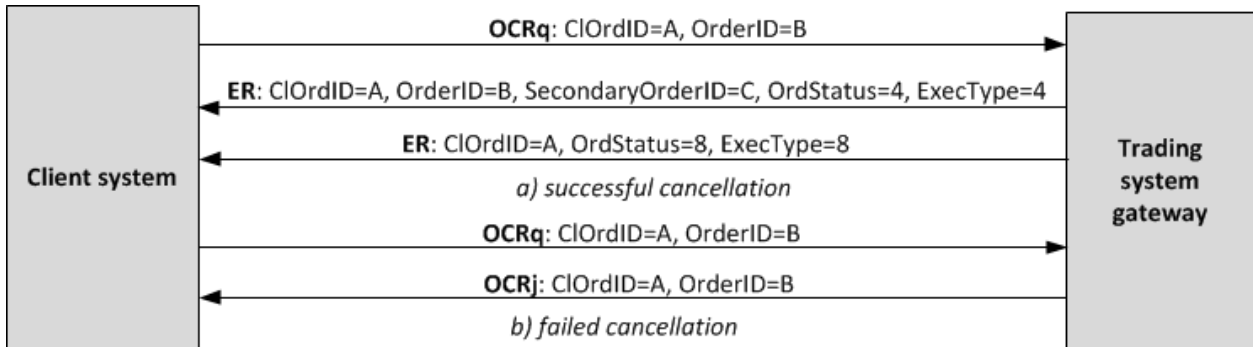 OCRq: ClOrdID=A, OrderID=B
ER: ClOrdID=A, OrderID=B, SecondaryOrderID=C, OrdStatus=4, ExecType=4
ER: ClOrdID=A, OrdStatus=8, ExecType=8
Client system
a) successful cancellation
Trading
system
gateway
OCRq: ClOrdID=A, OrderID=B
OCRj: ClOrdID=A, OrderID=B
b) failed cancellation